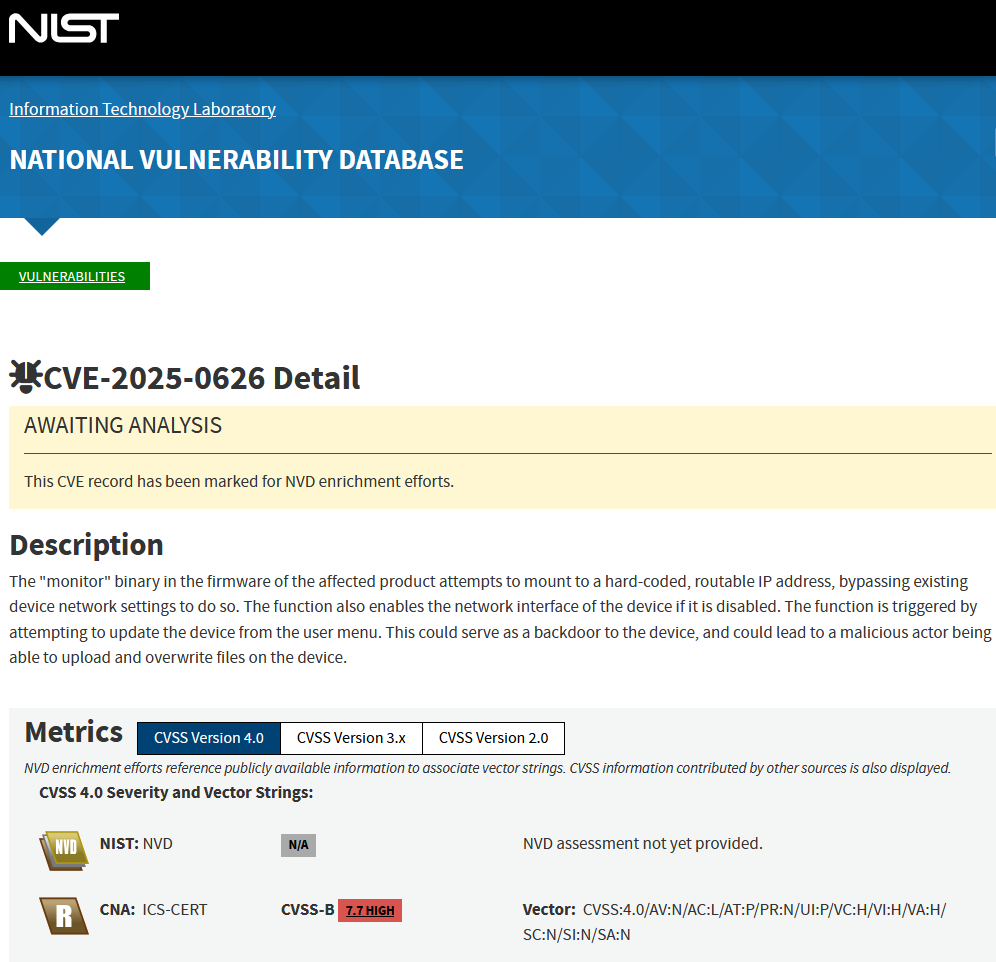 NIST
Information Technology Laboratory
NATIONAL VULNERABILITY DATABASE
VULNERABILITIES
CVE-2025-0626 Detail
AWAITING ANALYSIS
This CVE record has been marked for NVD enrichment efforts.
Description
The "monitor" binary in the firmware of the affected product attempts to mount to a hard-coded, routable IP address, bypassing existing
device network settings to do so. The function also enables the network interface of the device if it is disabled. The function is triggered by
attempting to update the device from the user menu. This could serve as a backdoor to the device, and could lead to a malicious actor being
able to upload and overwrite files on the device.
Metrics CVSS Version 4.0 CVSS Version 3.x CVSS Version 2.0
NVD enrichment efforts reference publicly available information to associate vector strings. CVSS information contributed by other sources is also displayed.
CVSS 4.0 Severity and Vector Strings:
NVD NIST: NVD N/A NVD assessment not yet provided.
R CNA: ICS-CERT CVSS-B 7.7 HIGH Vector: CVSS:4.0/AV:N/AC:L/AT:P/PR:N/UI:P/VC:H/VI:H/VA:H/
SC:N/SI:N/SA:N